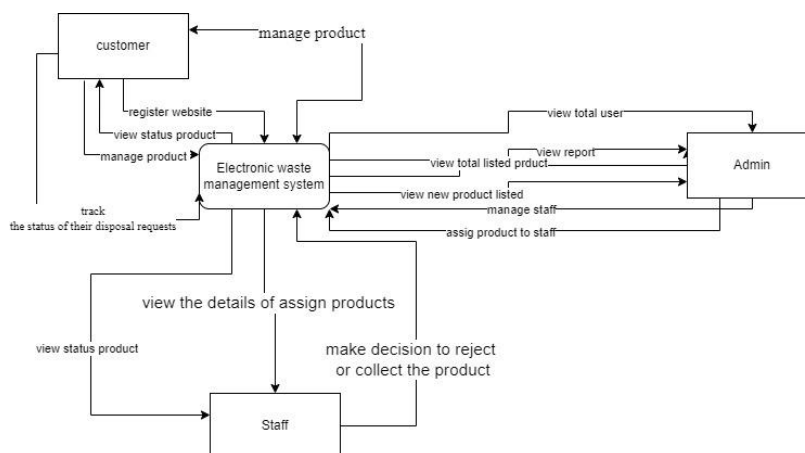 customer
manage product
register website
view status product
manage product
view total user
view report
view total listed prduct
Admin
Electronic waste
management system
view new product listed
manage staff
track
the status of their disposal requests
assig product to staff
view the details of assign products
view status product
make decision to reject
or collect the product
Staff